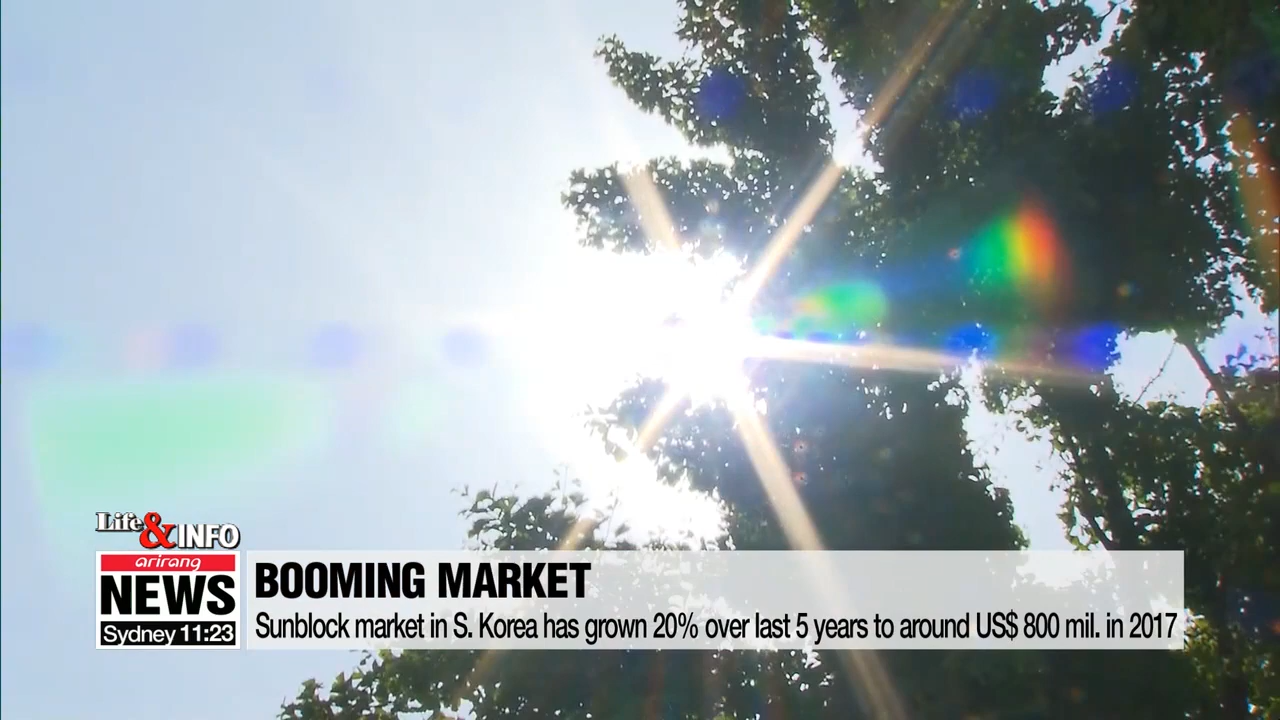 Life & INFO
arirang
NEWS
Sydney 11:23
BOOMING MARKET
Sunblock market in S. Korea has grown 20% over last 5 years to around US$ 800 mil. in 2017